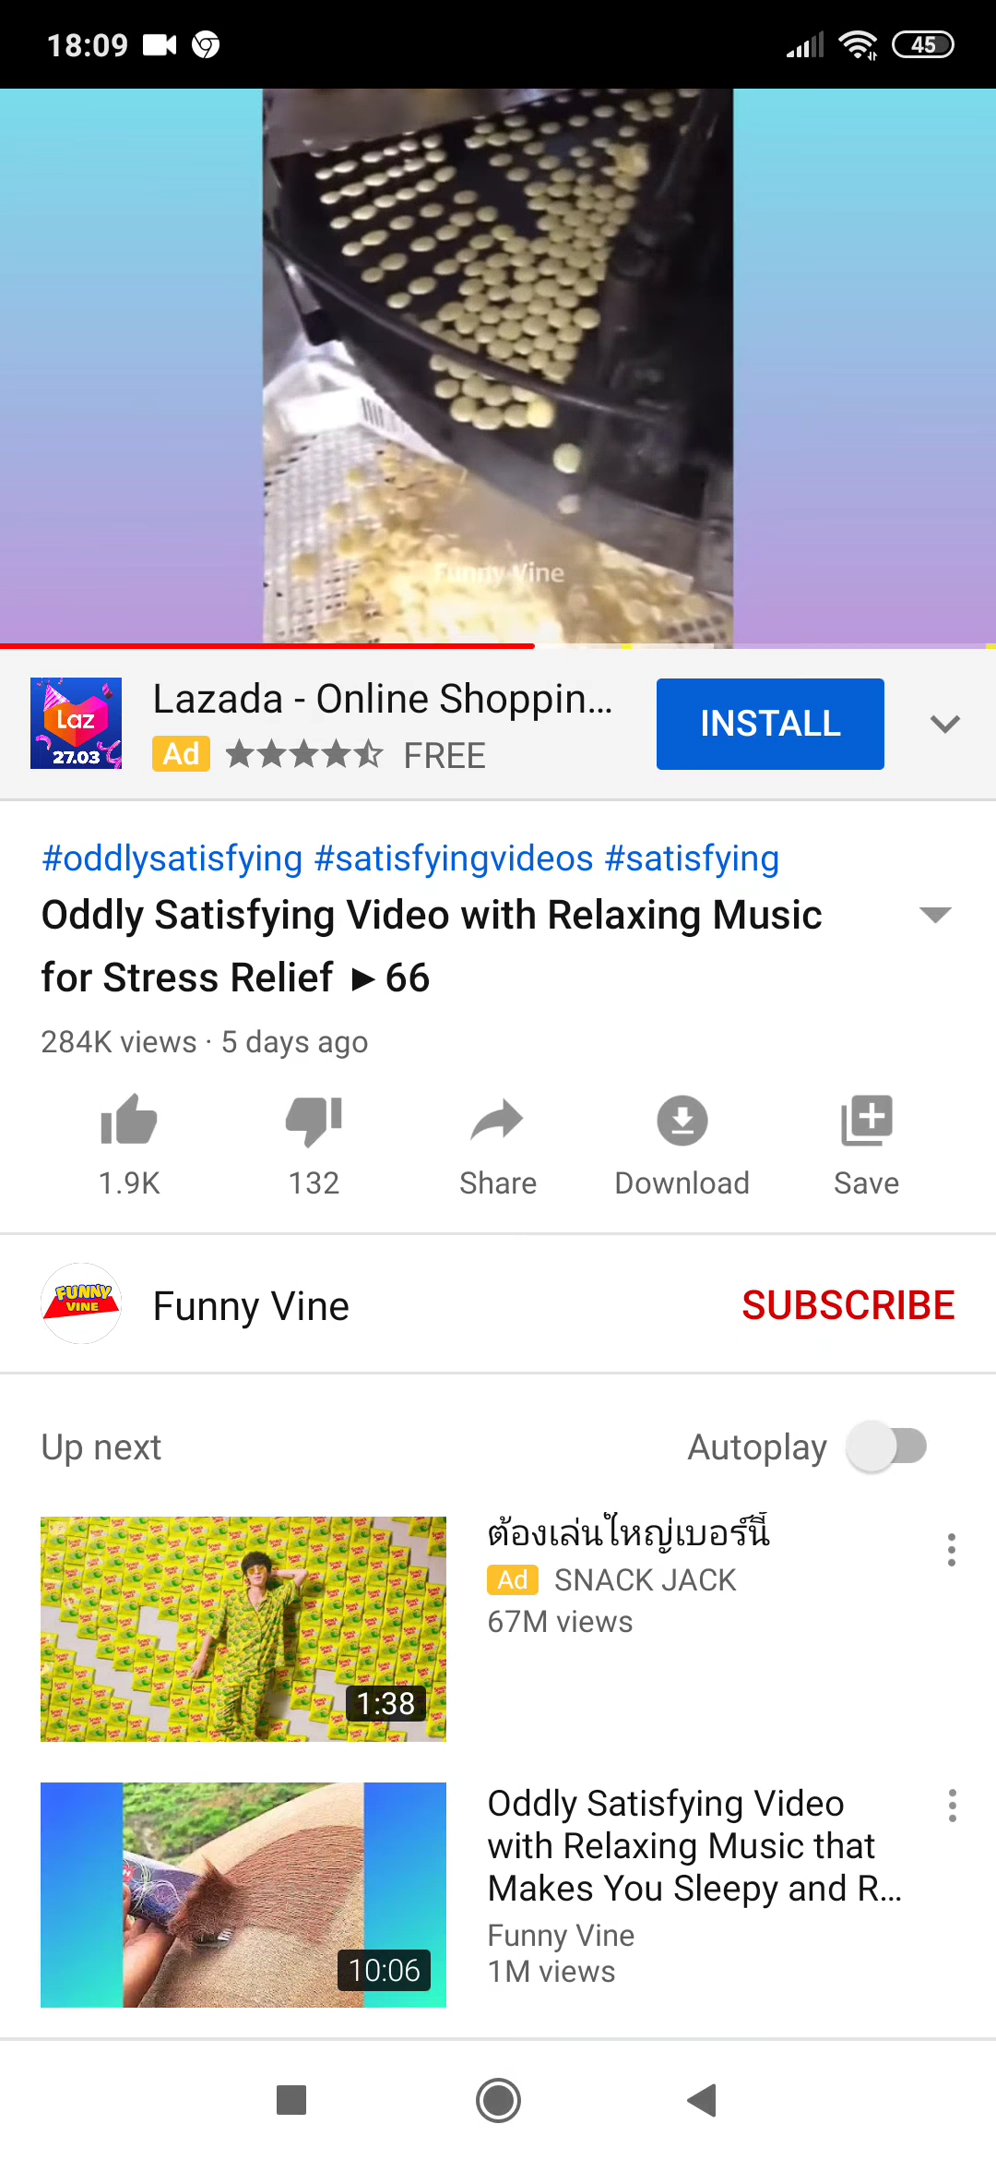 18:09
45
Funny Vine
Laz
27.03
Lazada - Online Shoppin...
Ad
FREE
INSTALL
#oddlysatisfying #satisfyingvideos #satisfying
Oddly Satisfying Video with Relaxing Music
for Stress Relief ►66
284K views · 5 days ago
1.9K
132
Share
Download
Save
FUNNY
VINE
Funny Vine
SUBSCRIBE
Up next
Autoplay
1:38
ต้องเล่นใหญ่เบอร์นี้
Ad SNACK JACK
67M views
10:06
Oddly Satisfying Video
with Relaxing Music that
Makes You Sleepy and R...
Funny Vine
1M views